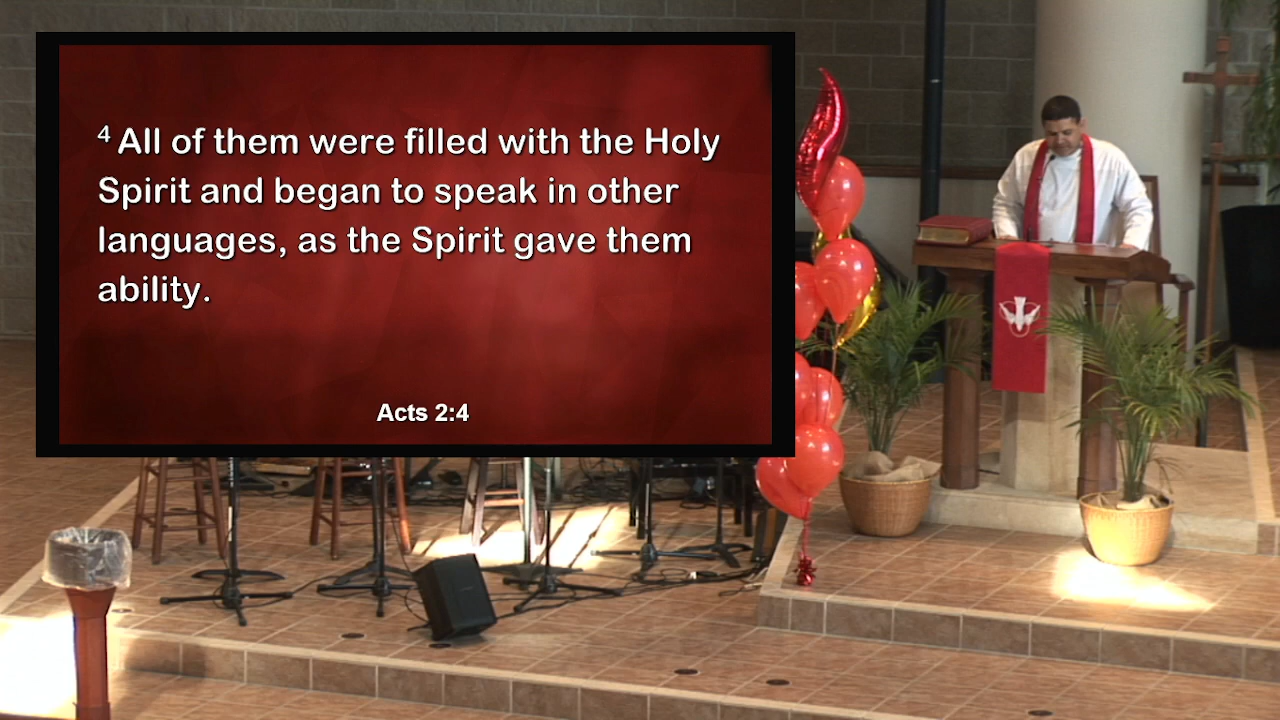 4 All of them were filled with the Holy
Spirit and began to speak in other
languages, as the Spirit gave them
ability.
Acts 2:4